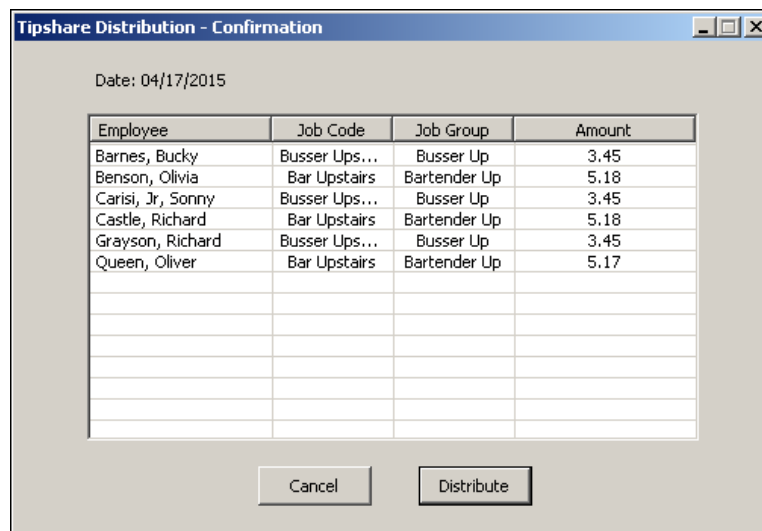 Tipshare Distribution - Confirmation
Date: 04/17/2015
Employee Job Code Job Group Amount
Barnes, Bucky Busser Ups... Busser Up 3.45
Benson, Olivia Bar Upstairs Bartender Up 5.18
Carisi, Jr, Sonny Busser Ups... Busser Up 3.45
Castle, Richard Bar Upstairs Bartender Up 5.18
Grayson, Richard Busser Ups... Busser Up 3.45
Queen, Oliver Bar Upstairs Bartender Up 5.17
Cancel Distribute